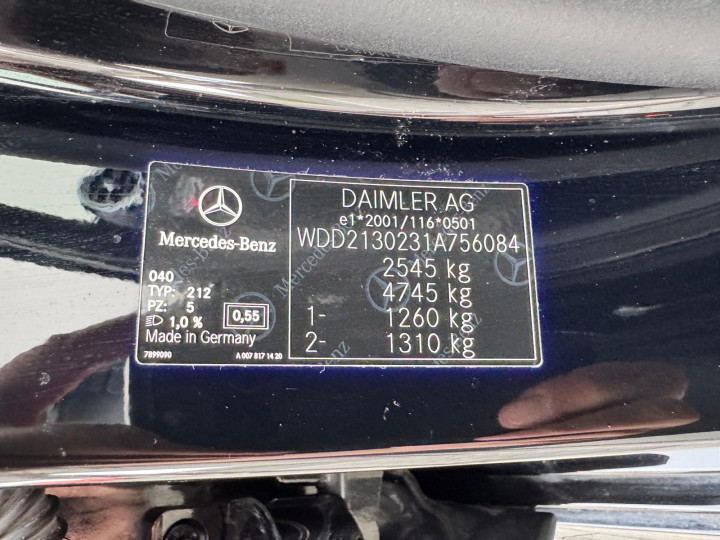 Mercedes-Benz
040
TYP: 212
PZ: 5
1,0 % 0,55
Made in Germany
7899090 A 007 817 14 20
DAIMLER AG
e1*2001/116*0501
WDD2130231A756084
2545 kg
4745 kg
1- 1260 kg
2- 1310 kg